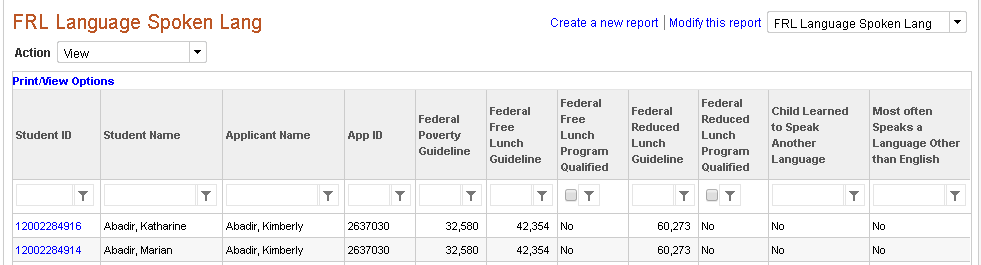 FRL Language Spoken Lang
Create a new report | Modify this report
FRL Language Spoken Lang
Action View
Print/View Options
Student ID
Student Name
Applicant Name
App ID
Federal
Poverty
Guideline
Federal
Free
Lunch
Guideline
Federal
Free
Lunch
Program
Qualified
Federal
Reduced
Lunch
Guideline
Federal
Reduced
Lunch
Program
Qualified
Child Learned
to Speak
Another
Language
Most often
Speaks a
Language Other
than English
12002284916 Abadir, Katharine Abadir, Kimberly 2637030 32,580 42,354 No 60,273 No No No
12002284914 Abadir, Marian Abadir, Kimberly 2637030 32,580 42,354 No 60,273 No No No